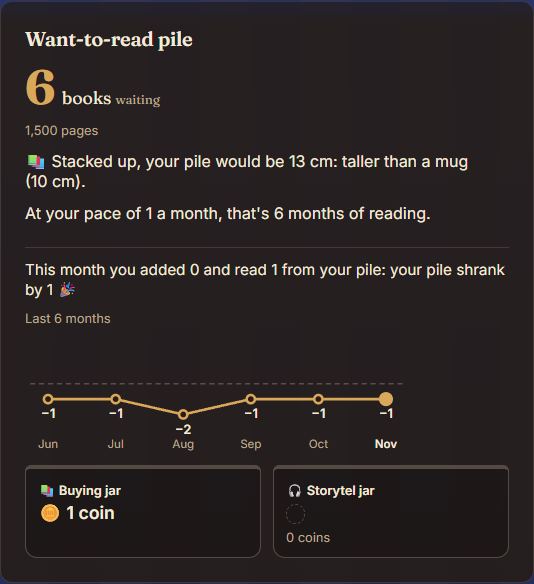 Want-to-read pile
6 books waiting
1,500 pages
📚 Stacked up, your pile would be 13 cm: taller than a mug
(10 cm).
At your pace of 1 a month, that's 6 months of reading.
This month you added 0 and read 1 from your pile: your pile shrank
by 1 🎉
Last 6 months
−1 −1 −2 −1 −1 −1
Jun Jul Aug Sep Oct Nov
📚 Buying jar
1 coin
🎧 Storytel jar
0 coins